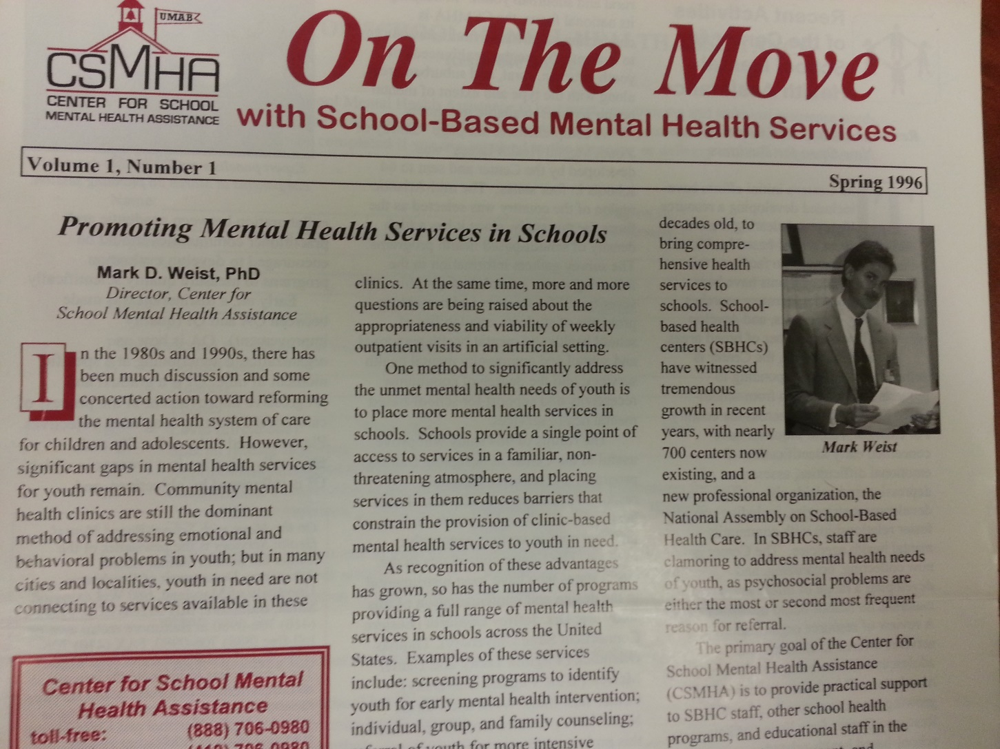 UMAB
CSMHA
CENTER FOR SCHOOL
MENTAL HEALTH ASSISTANCE
On The Move
with School-Based Mental Health Services
Volume 1, Number 1
Spring 1996
Promoting Mental Health Services in Schools
Mark D. Weist, PhD
Director, Center for
School Mental Health Assistance
In the 1980s and 1990s, there has
been much discussion and some
concerted action toward reforming
the mental health system of care
for children and adolescents. However,
significant gaps in mental health services
for youth remain. Community mental
health clinics are still the dominant
method of addressing emotional and
behavioral problems in youth; but in many
cities and localities, youth in need are not
connecting to services available in these
Center for School Mental
Health Assistance
toll-free: (888) 706-0980
(410) 706-0980
clinics. At the same time, more and more
questions are being raised about the
appropriateness and viability of weekly
outpatient visits in an artificial setting.
One method to significantly address
the unmet mental health needs of youth is
to place more mental health services in
schools. Schools provide a single point of
access to services in a familiar, non-
threatening atmosphere, and placing
services in them reduces barriers that
constrain the provision of clinic-based
mental health services to youth in need.
As recognition of these advantages
has grown, so has the number of programs
providing a full range of mental health
services in schools across the United
States. Examples of these services
include: screening programs to identify
youth for early mental health intervention;
individual, group, and family counseling;
of youth for more intensive
decades old, to
bring compre-
hensive health
services to
schools. School-
based health
centers (SBHCs)
have witnessed
tremendous
growth in recent
years, with nearly
700 centers now
existing, and a
new professional organization, the
National Assembly on School-Based
Health Care. In SBHCs, staff are
clamoring to address mental health needs
of youth, as psychosocial problems are
either the most or second most frequent
reason for referral.
The primary goal of the Center for
School Mental Health Assistance
(CSMHA) is to provide practical support
to SBHC staff, other school health
programs, and educational staff in the
Mark Weist